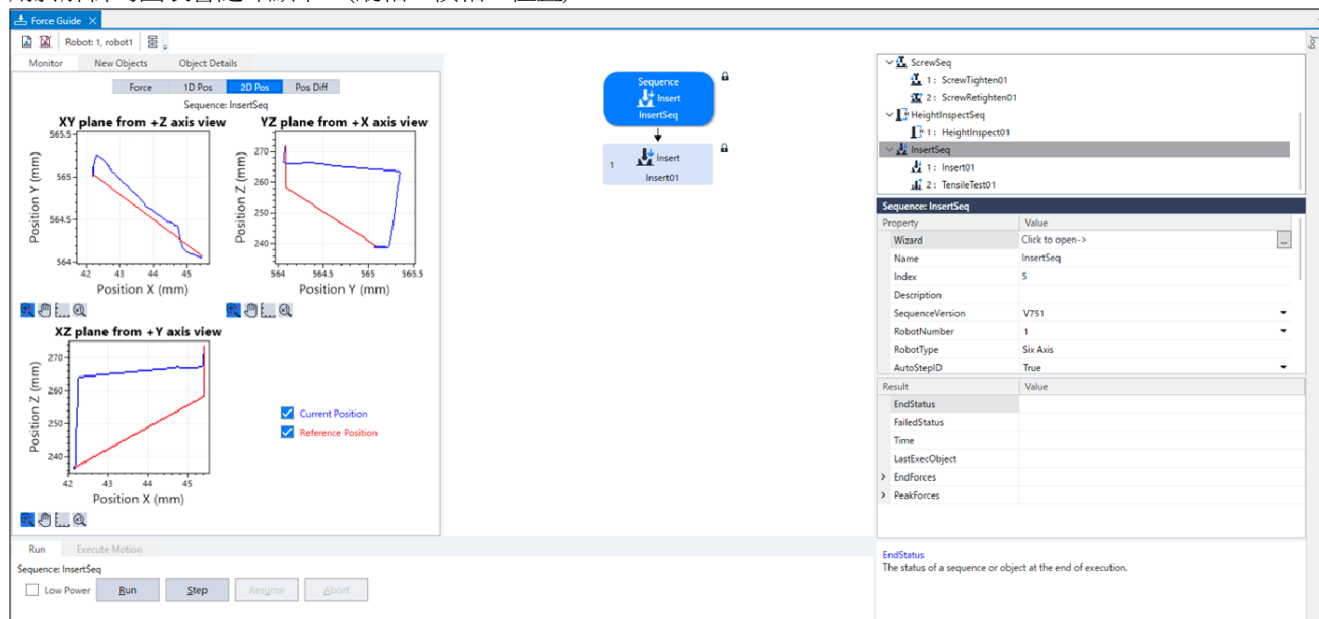 Force Guide
Robot: 1, robot1
Jog
Monitor New Objects Object Details
Force 1D Pos 2D Pos Pos Diff
Sequence: InsertSeq
XY plane from +Z axis view
565.5
565
564.5
564
42 43 44 45
Position Y (mm)
Position X (mm)
YZ plane from +X axis view
270
260
250
240
564 564.5 565 565.5
Position Z (mm)
Position Y (mm)
XZ plane from +Y axis view
270
260
250
240
42 43 44 45
Position Z (mm)
Position X (mm)
Current Position
Reference Position
Sequence
Insert
InsertSeq
1
Insert
Insert01
ScrewSeq
1: ScrewTighten01
2: ScrewRetighten01
HeightInspectSeq
1: HeightInspect01
InsertSeq
1: Insert01
2: TensileTest01
Sequence: InsertSeq
Property Value
Wizard Click to open-> ...
Name InsertSeq
Index 5
Description
SequenceVersion V751
RobotNumber 1
RobotType Six Axis
AutoStepID True
Result Value
EndStatus
FailedStatus
Time
LastExecObject
EndForces
PeakForces
EndStatus
The status of a sequence or object at the end of execution.
Run Execute Motion
Sequence: InsertSeq
Low Power Run Step Resume Abort